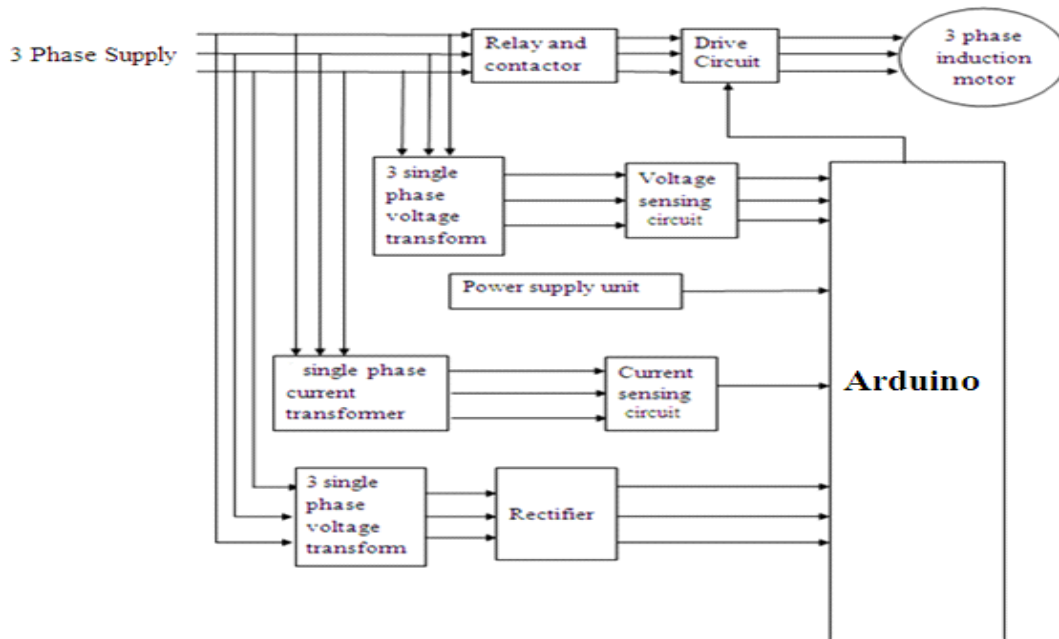 3 Phase Supply
Relay and
contactor
Drive
Circuit
3 phase
induction
motor
3 single
phase
voltage
transform
Voltage
sensing
circuit
Power supply unit
single phase
current
transformer
Current
sensing
circuit
Arduino
3 single
phase
voltage
transform
Rectifier